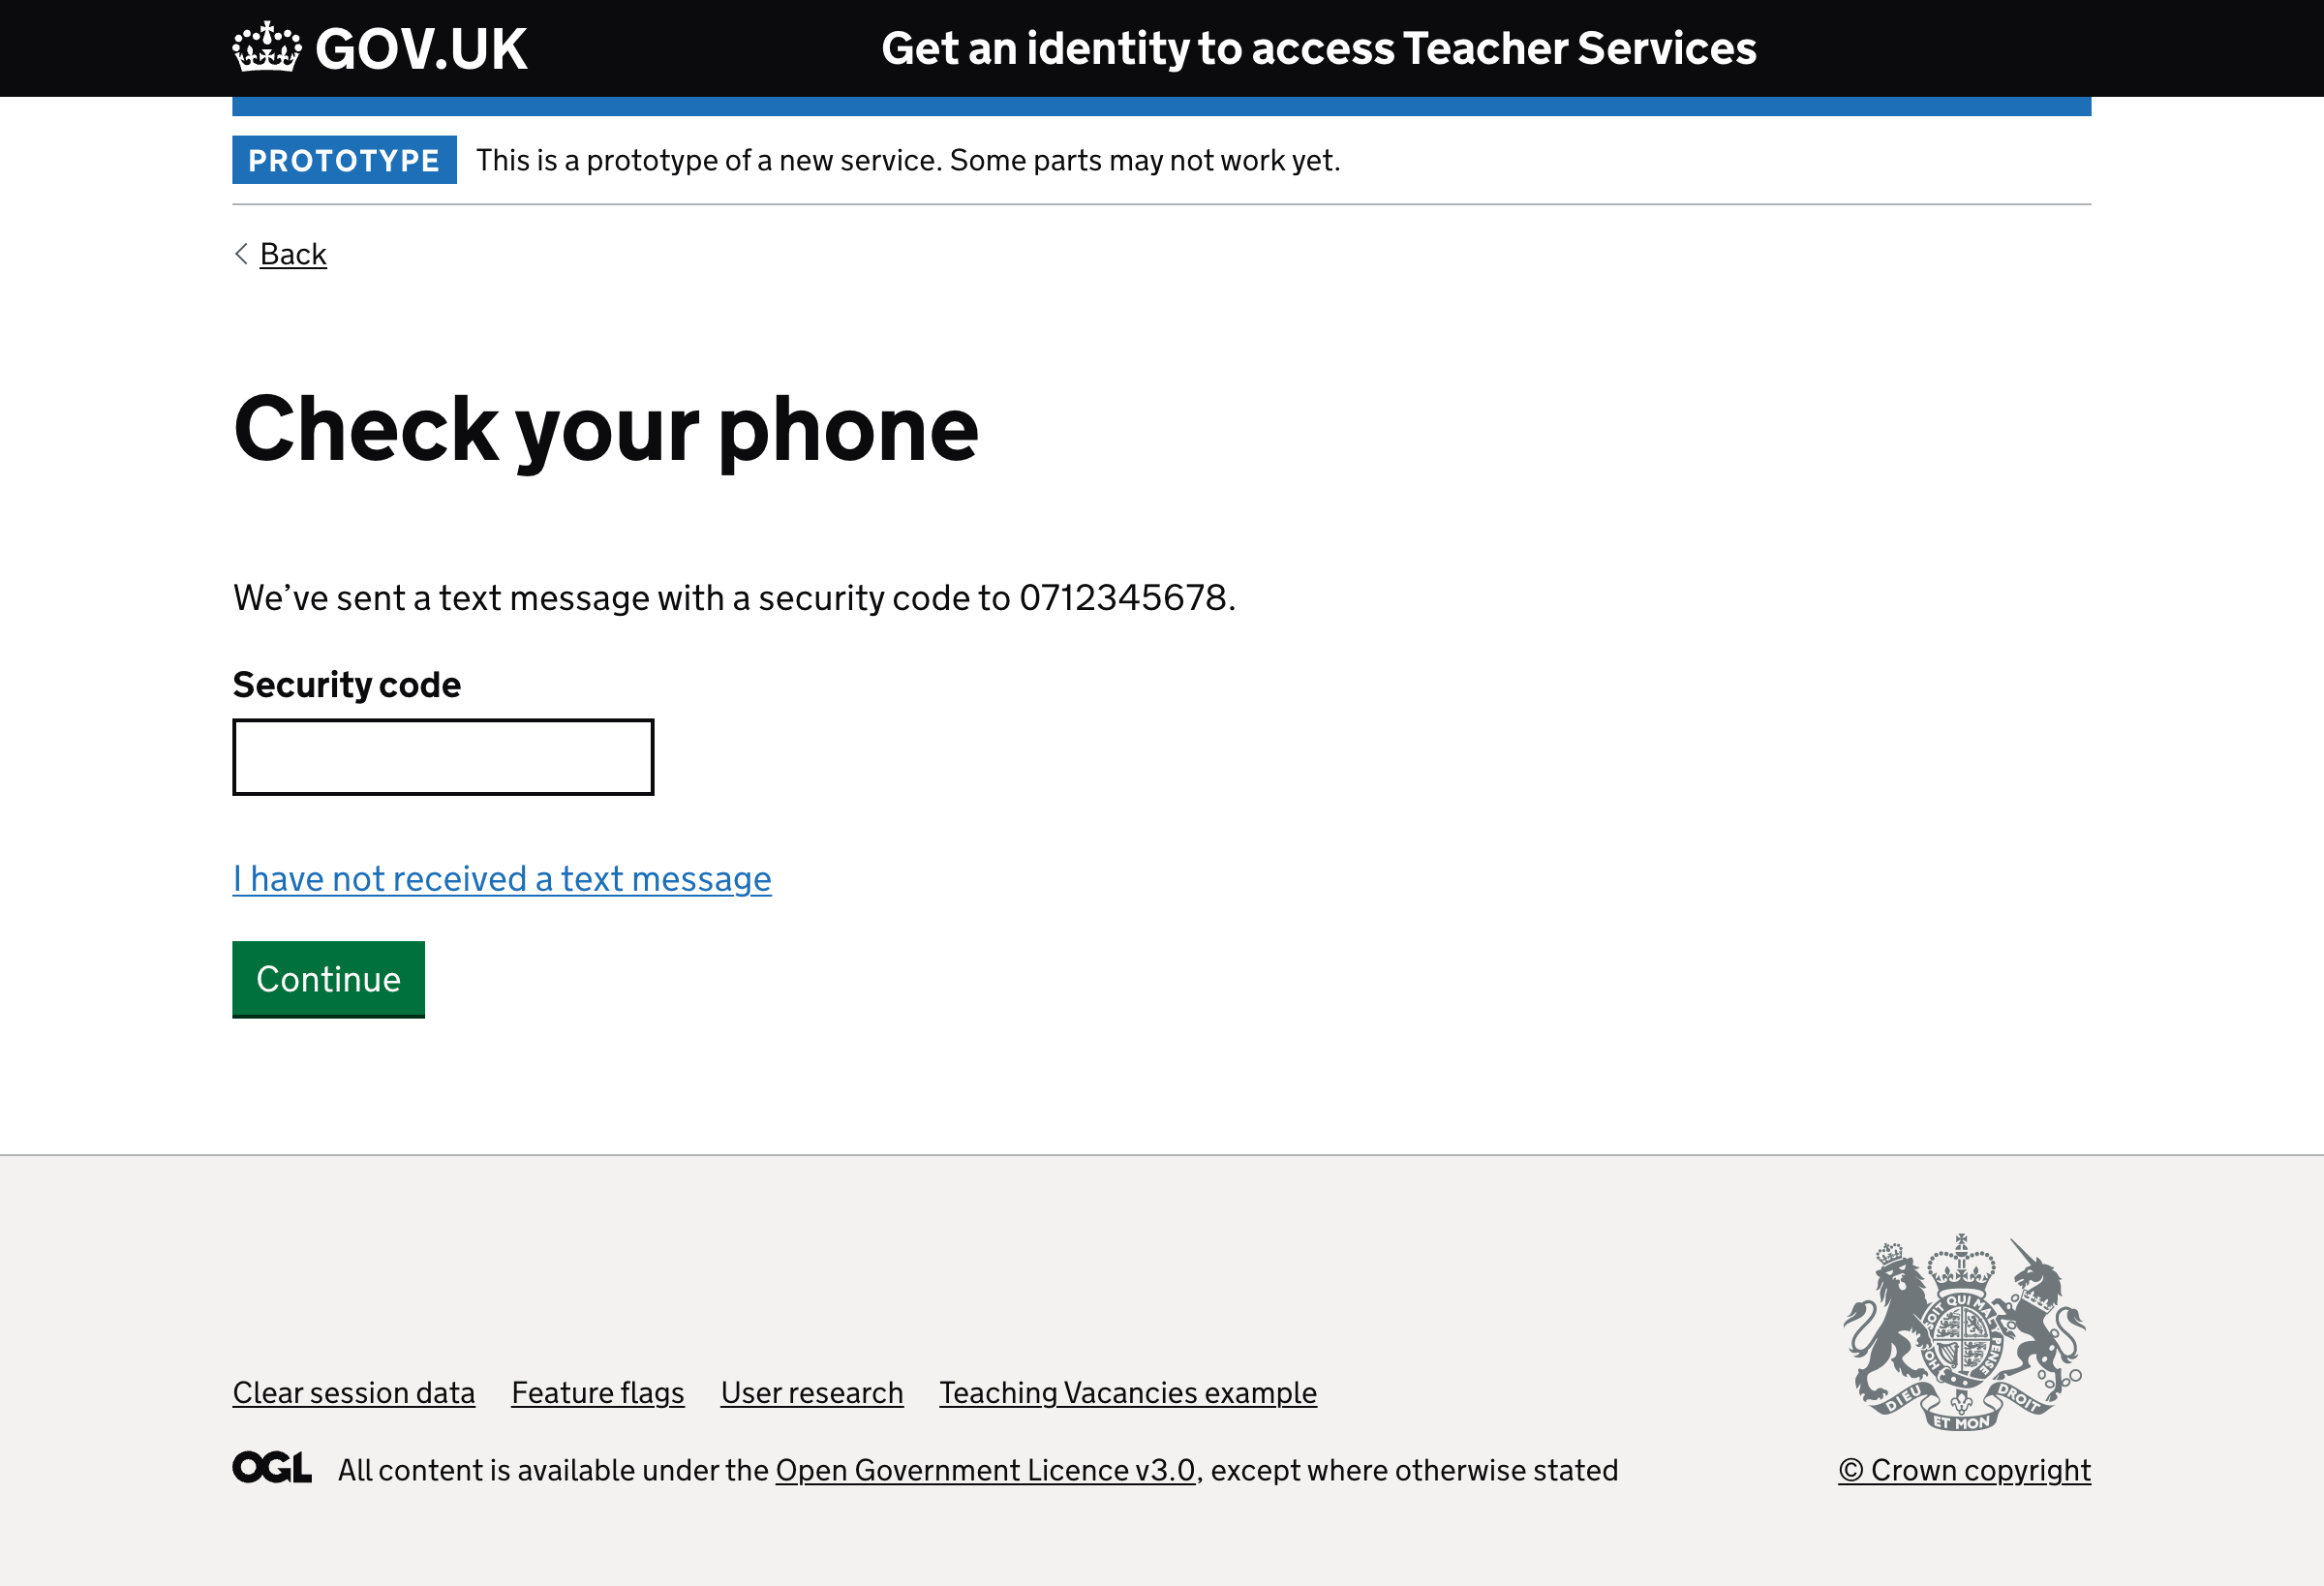 GOV.UK
Get an identity to access Teacher Services
PROTOTYPE This is a prototype of a new service. Some parts may not work yet.
Back
Check your phone
We’ve sent a text message with a security code to 0712345678.
Security code
I have not received a text message
Continue
Clear session data Feature flags User research Teaching Vacancies example
OGL All content is available under the Open Government Licence v3.0, except where otherwise stated
SOIT QUI MAL Y PENSE
DIEU ET MON DROIT
© Crown copyright